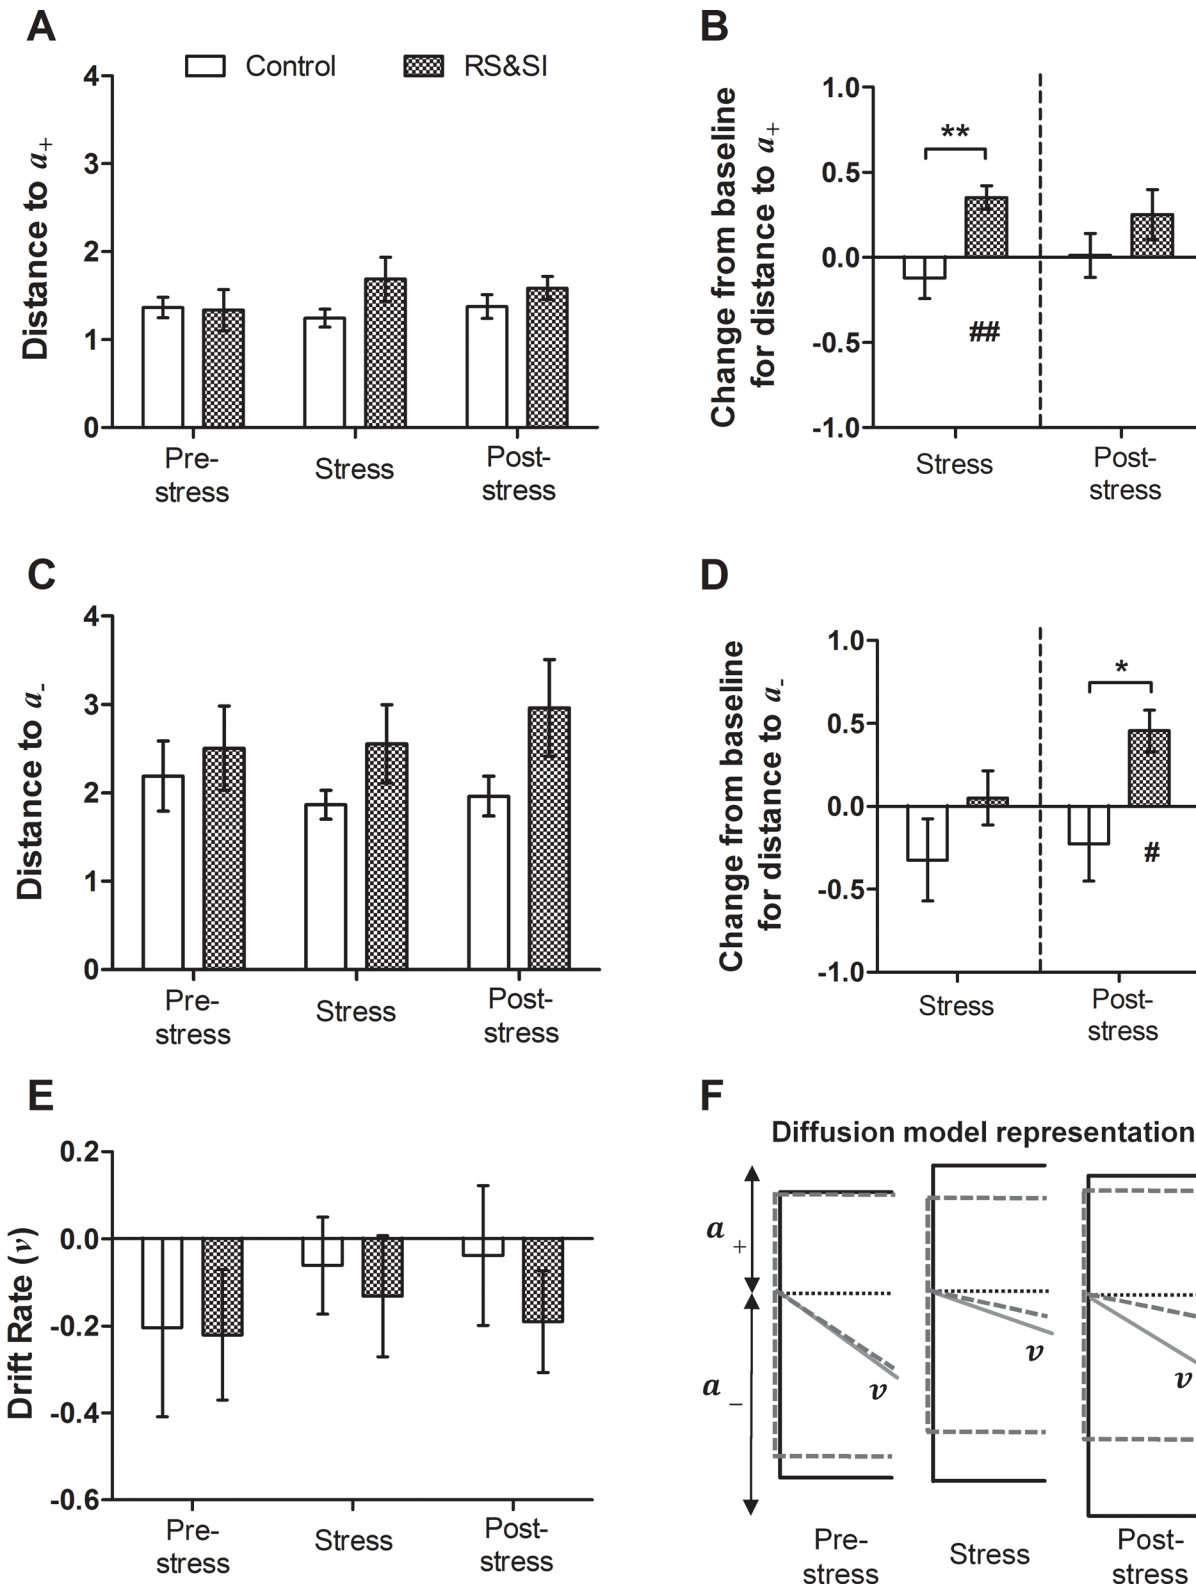 A
Control
RS&SI
4
3
2
1
0
Distance to a+
Pre-
stress
Stress
Post-
stress
B
1.0
0.5
0.0
-0.5
-1.0
Change from baseline
for distance to a+
**
##
Stress
Post-
stress
C
4
3
2
1
0
Distance to a-
Pre-
stress
Stress
Post-
stress
D
1.0
0.5
0.0
-0.5
-1.0
Change from baseline
for distance to a-
*
#
Stress
Post-
stress
E
0.2
0.0
-0.2
-0.4
-0.6
Drift Rate (v)
Pre-
stress
Stress
Post-
stress
F
Diffusion model representation
a+
a−
v
v
v
Pre-
stress
Stress
Post-
stress